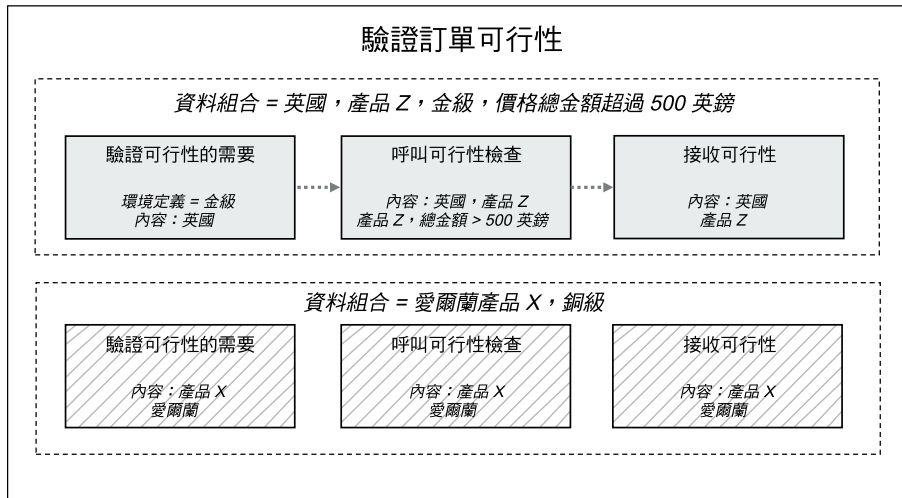 驗證訂單可行性
資料組合 = 英國，產品 Z，金級，價格總金額超過 500 英鎊
驗證可行性的需要
環境定義 = 金級
內容：英國
呼叫可行性檢查
內容：英國，產品 Z
產品 Z，總金額 > 500 英鎊
接收可行性
內容：英國
產品 Z
資料組合 = 愛爾蘭產品 X，銅級
驗證可行性的需要
內容：產品 X
愛爾蘭
呼叫可行性檢查
內容：產品 X
愛爾蘭
接收可行性
內容：產品 X
愛爾蘭